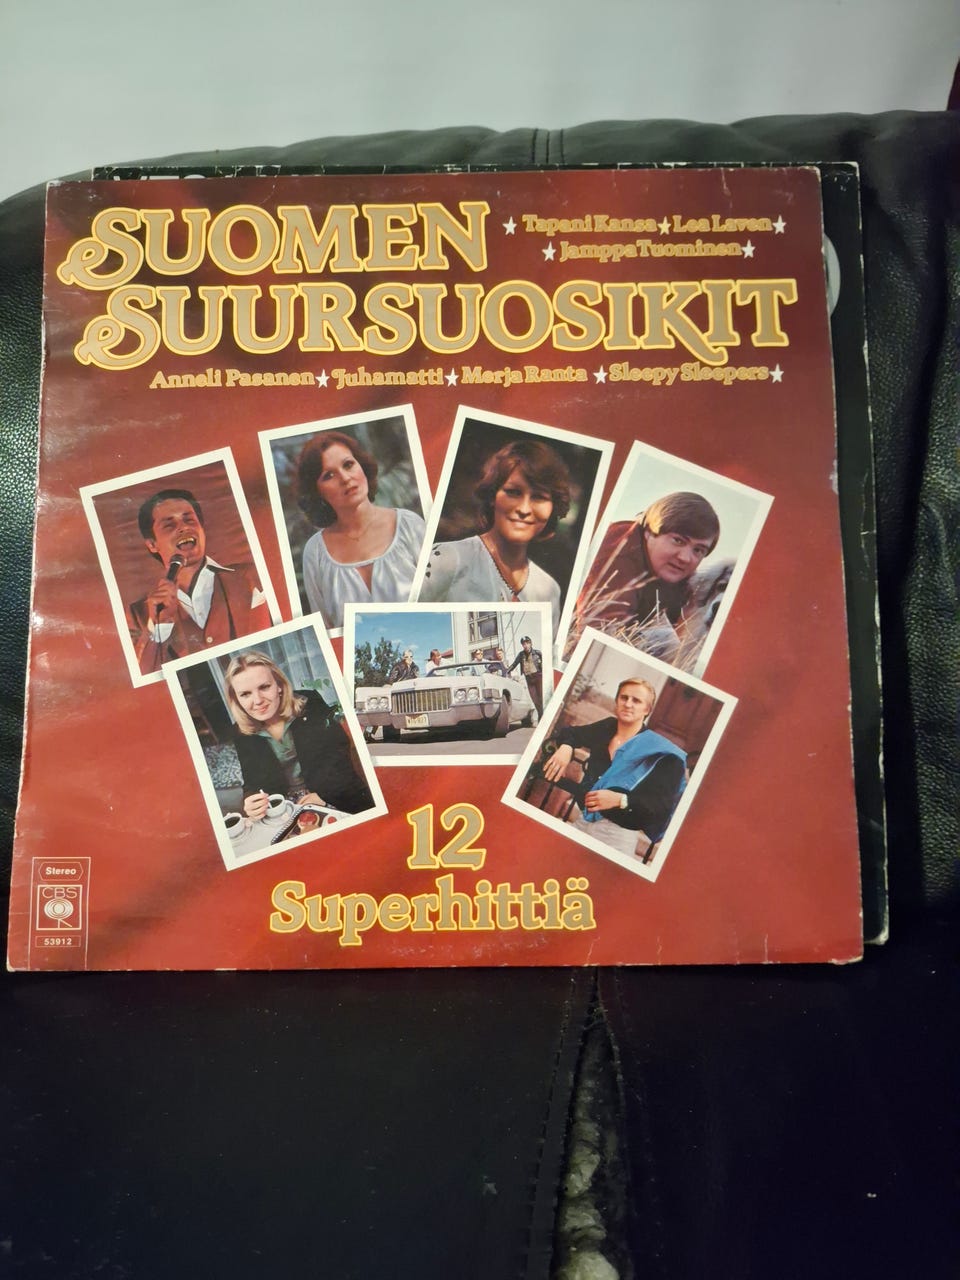 SUOMEN
★ Tapani Kansa ★ Lea Laven ★
★ Jamppa Tuominen ★
SUURSUOSIKIT
Anneli Pasanen ★ Juhamatti ★ Merja Ranta ★ Sleepy Sleepers ★
12
Superhittiä
Stereo
CBS
53912